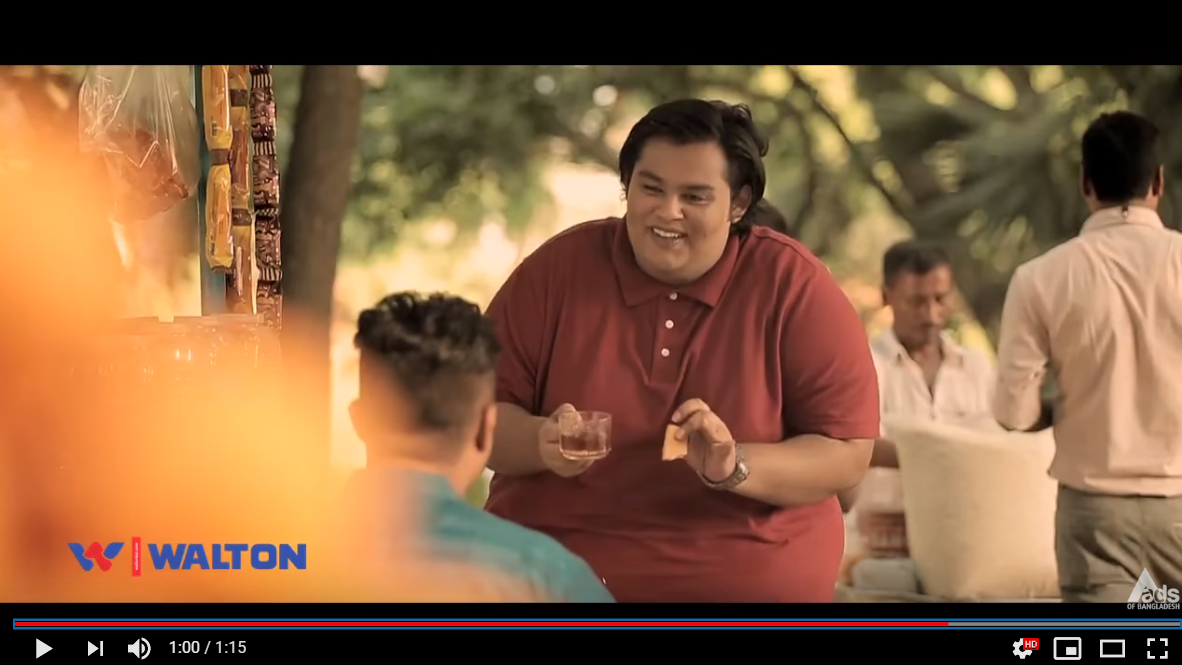 WALTON
ads
OF BANGLADESH
1:00 / 1:15
HD